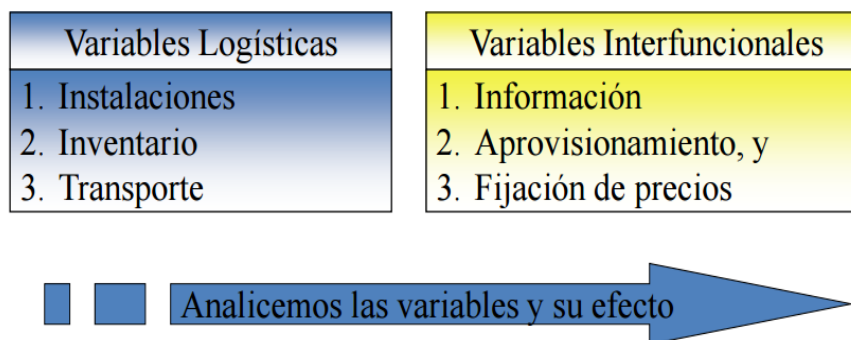 Variables Logísticas
1. Instalaciones
2. Inventario
3. Transporte
Variables Interfuncionales
1. Información
2. Aprovisionamiento, y
3. Fijación de precios
Analicemos las variables y su efecto